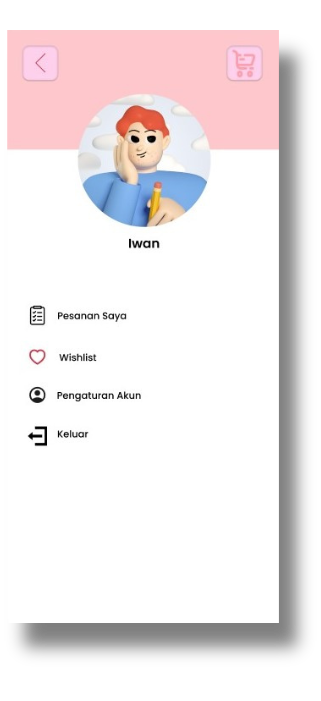 Iwan
Pesanan Saya
Wishlist
Pengaturan Akun
Keluar